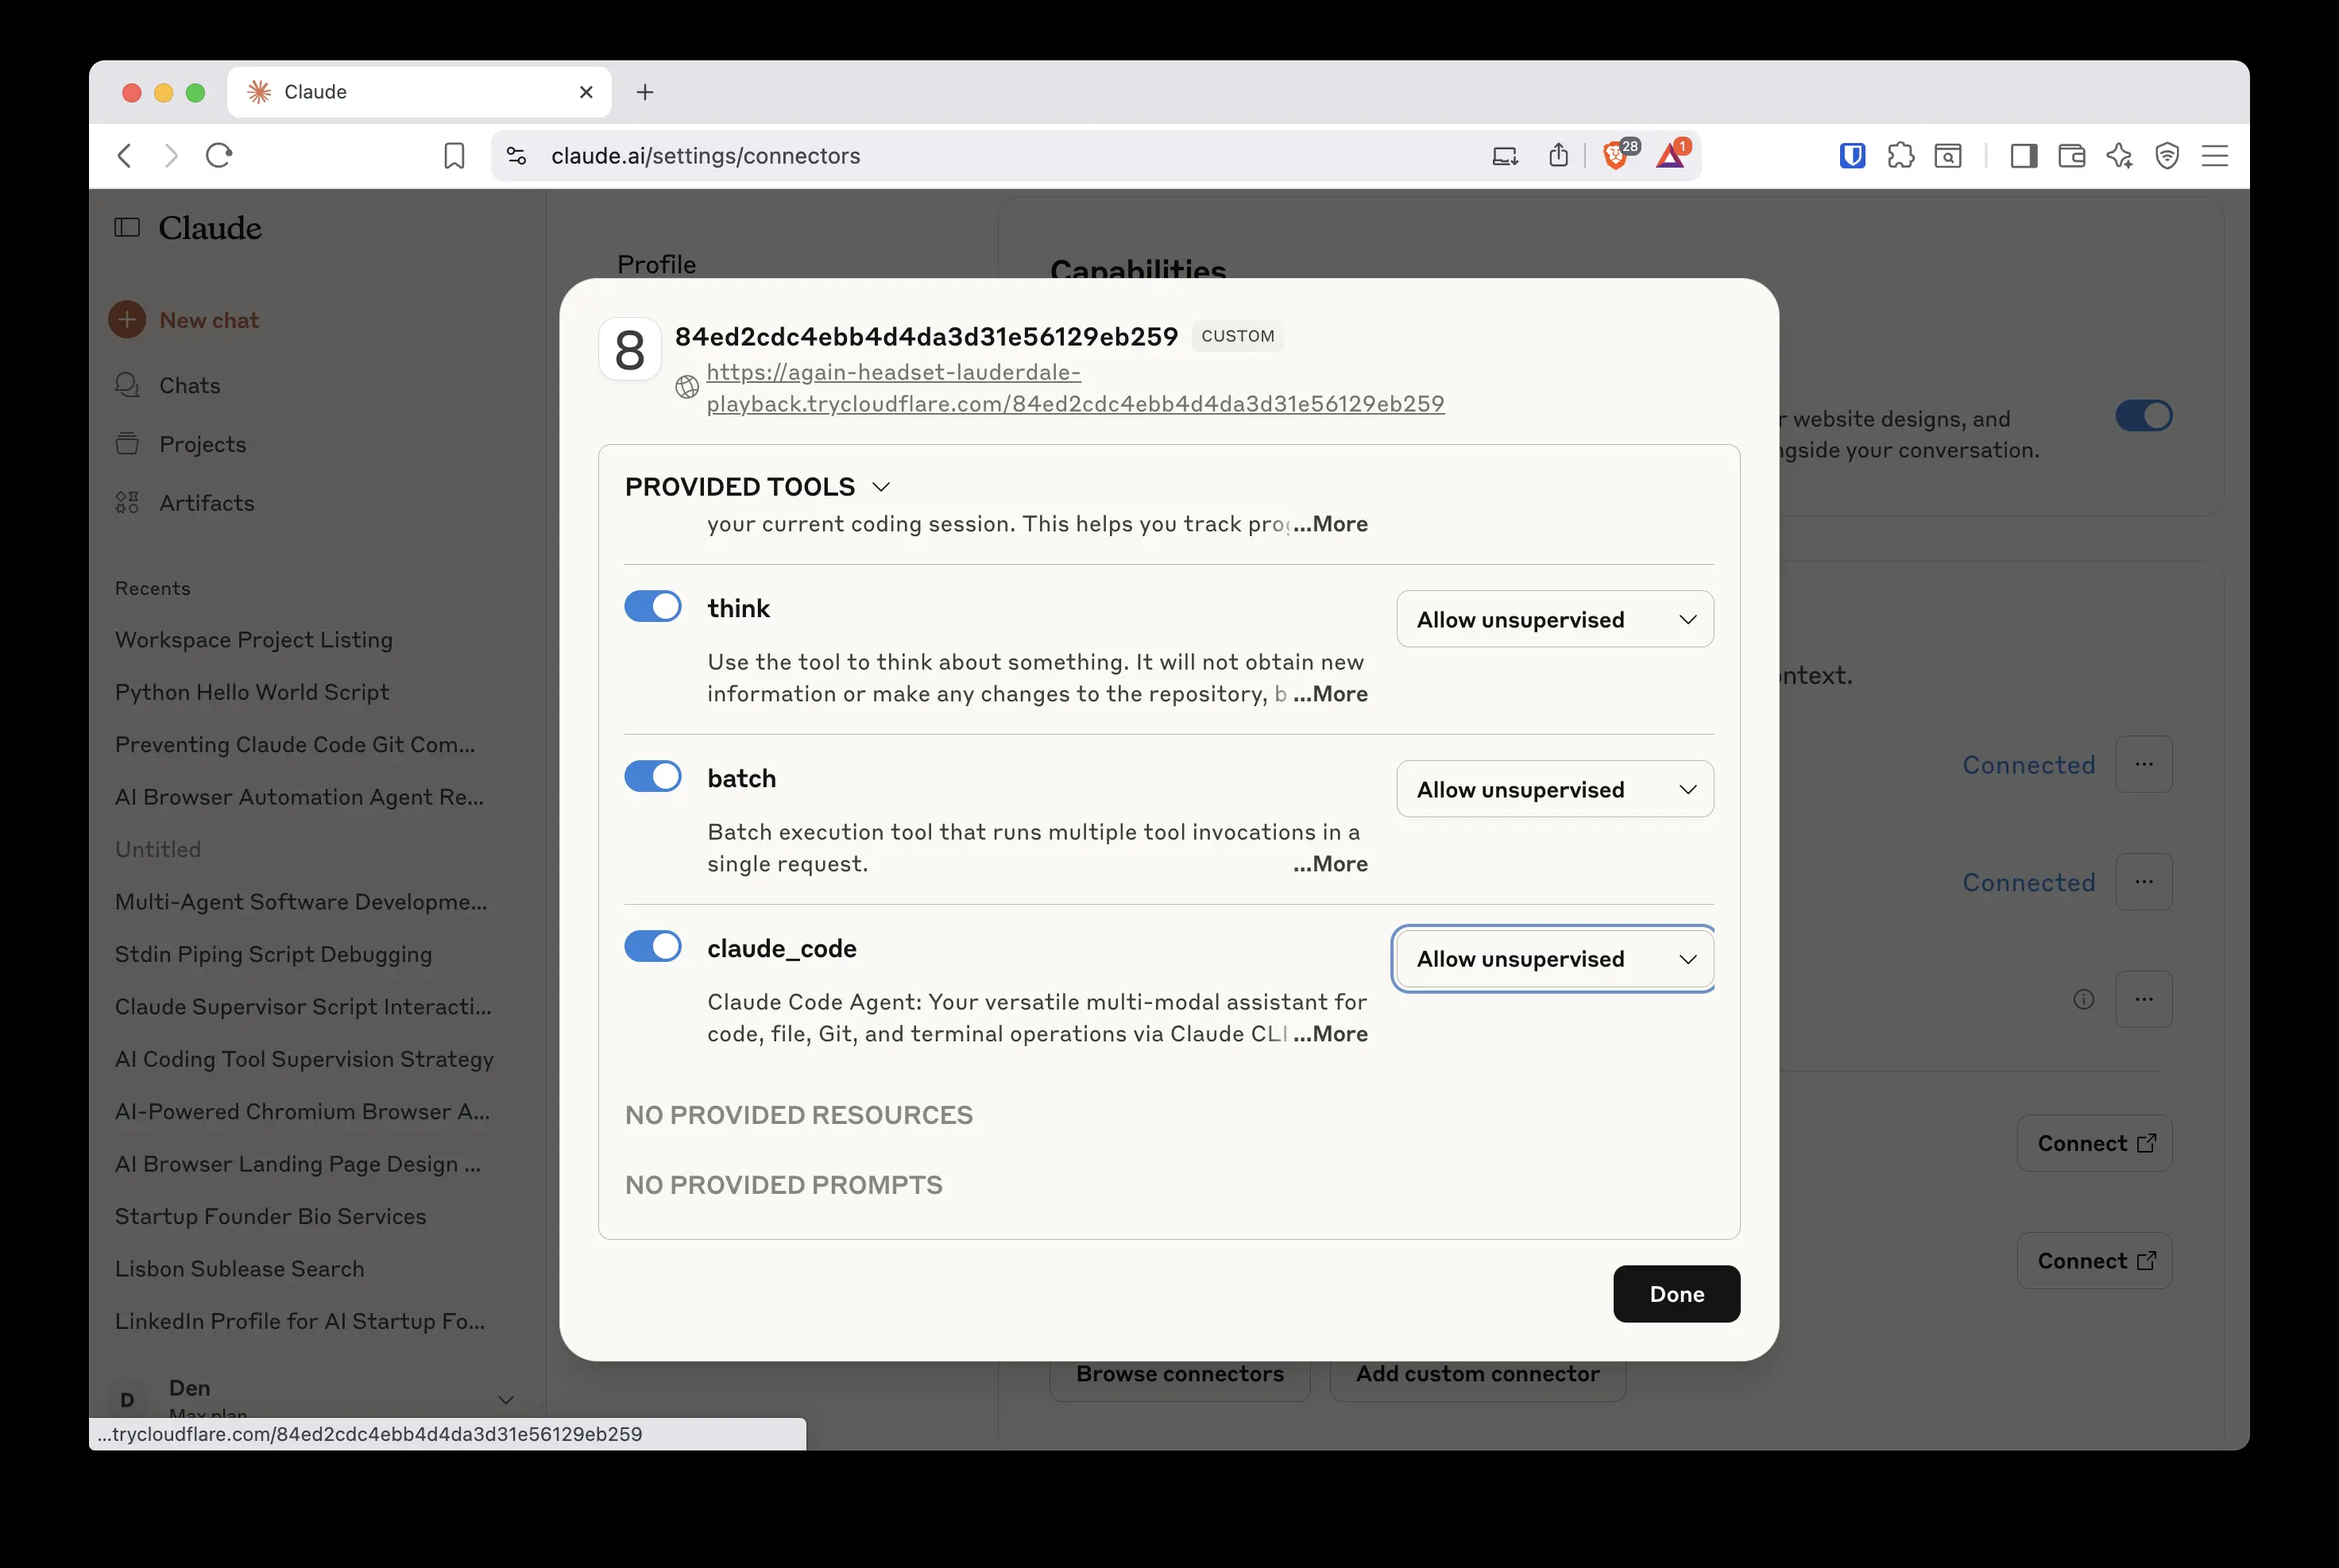 Claude
claude.ai/settings/connectors
28
1
Claude
New chat
Chats
Projects
Artifacts
Recents
Workspace Project Listing
Python Hello World Script
Preventing Claude Code Git Com...
AI Browser Automation Agent Re...
Untitled
Multi-Agent Software Developme...
Stdin Piping Script Debugging
Claude Supervisor Script Interacti...
AI Coding Tool Supervision Strategy
AI-Powered Chromium Browser A...
AI Browser Landing Page Design ...
Startup Founder Bio Services
Lisbon Sublease Search
LinkedIn Profile for AI Startup Fo...
D
Den
Max plan
...trycloudflare.com/84ed2cdc4ebb4d4da3d31e56129eb259
Profile
Capabilities
r website designs, and
ngside your conversation.
ontext.
Connected
Connected
Connect
Connect
Browse connectors
Add custom connector
8
84ed2cdc4ebb4d4da3d31e56129eb259
CUSTOM
https://again-headset-lauderdale-
playback.trycloudflare.com/84ed2cdc4ebb4d4da3d31e56129eb259
PROVIDED TOOLS
your current coding session. This helps you track prog ...More
think
Allow unsupervised
Use the tool to think about something. It will not obtain new
information or make any changes to the repository, b ...More
batch
Allow unsupervised
Batch execution tool that runs multiple tool invocations in a
single request. ...More
claude_code
Allow unsupervised
Claude Code Agent: Your versatile multi-modal assistant for
code, file, Git, and terminal operations via Claude CLI ...More
NO PROVIDED RESOURCES
NO PROVIDED PROMPTS
Done